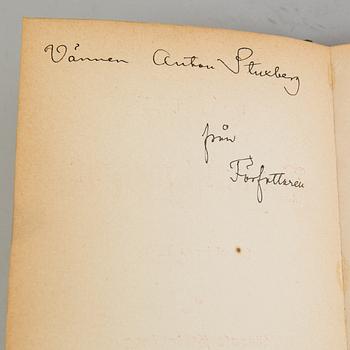 Vännen Anton Stuxberg
från
Författaren